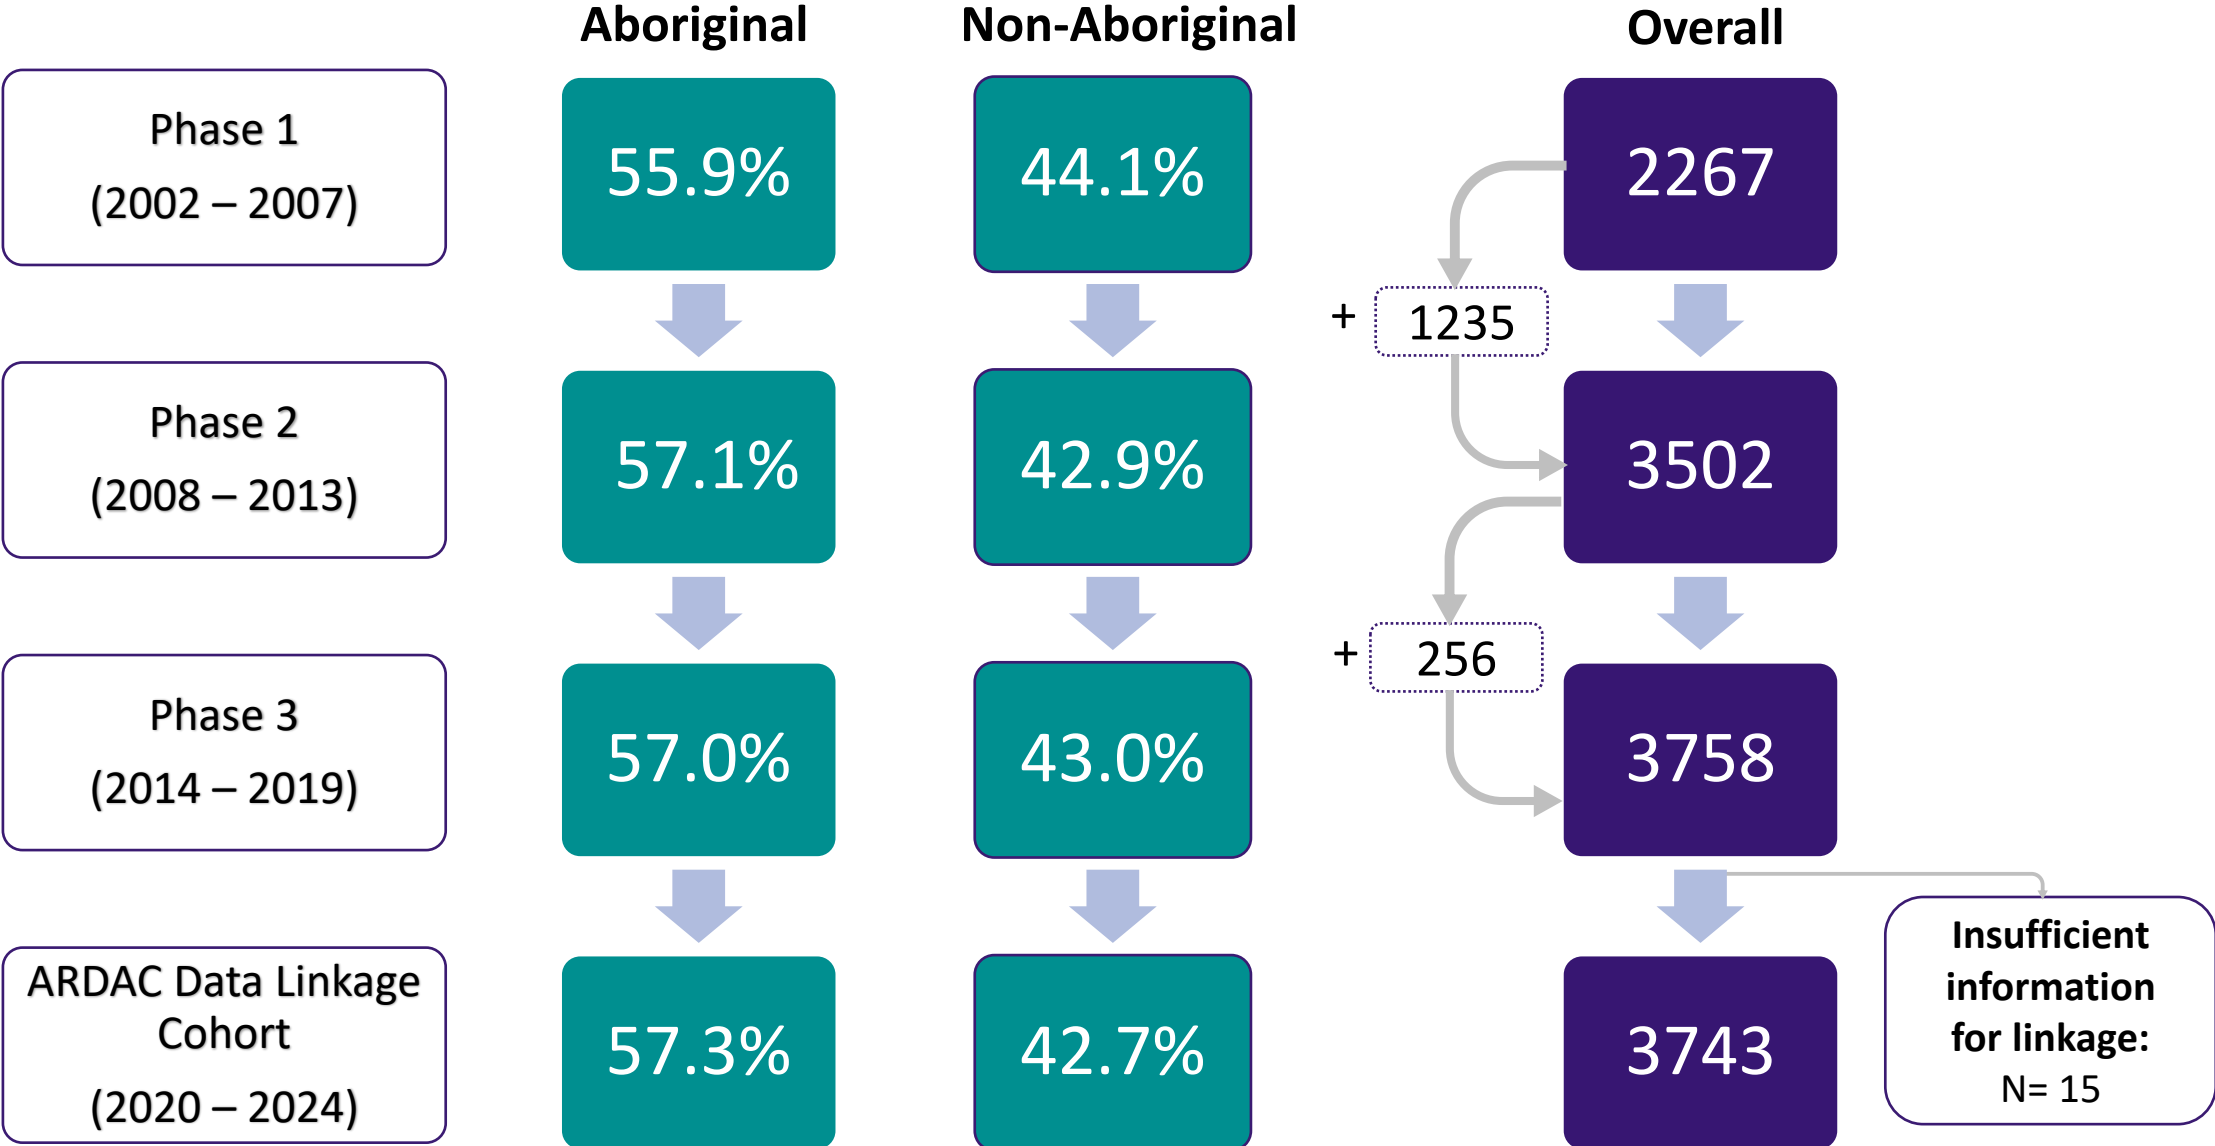 Aboriginal
Non-Aboriginal
Overall
Phase 1
(2002 – 2007)
55.9%
44.1%
2267
+
1235
Phase 2
(2008 – 2013)
57.1%
42.9%
3502
+
256
Phase 3
(2014 – 2019)
57.0%
43.0%
3758
ARDAC Data Linkage
Cohort
(2020 – 2024)
57.3%
42.7%
3743
Insufficient
information
for linkage:
N= 15